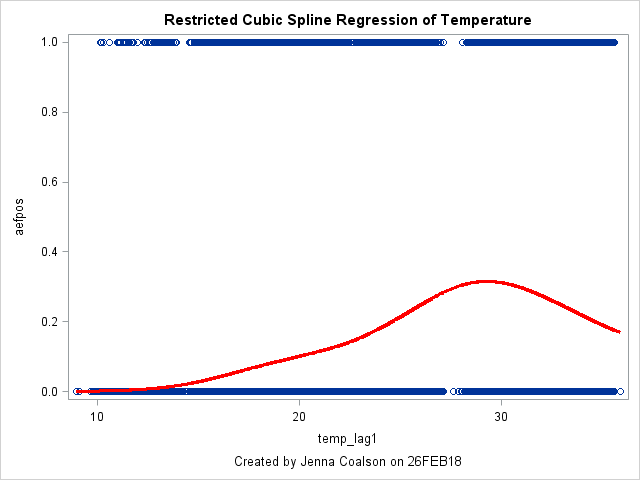 Restricted Cubic Spline Regression of Temperature
1.0
0.8
0.6
0.4
0.2
0.0
aefpos
10 20 30
temp_lag1
Created by Jenna Coalson on 26FEB18